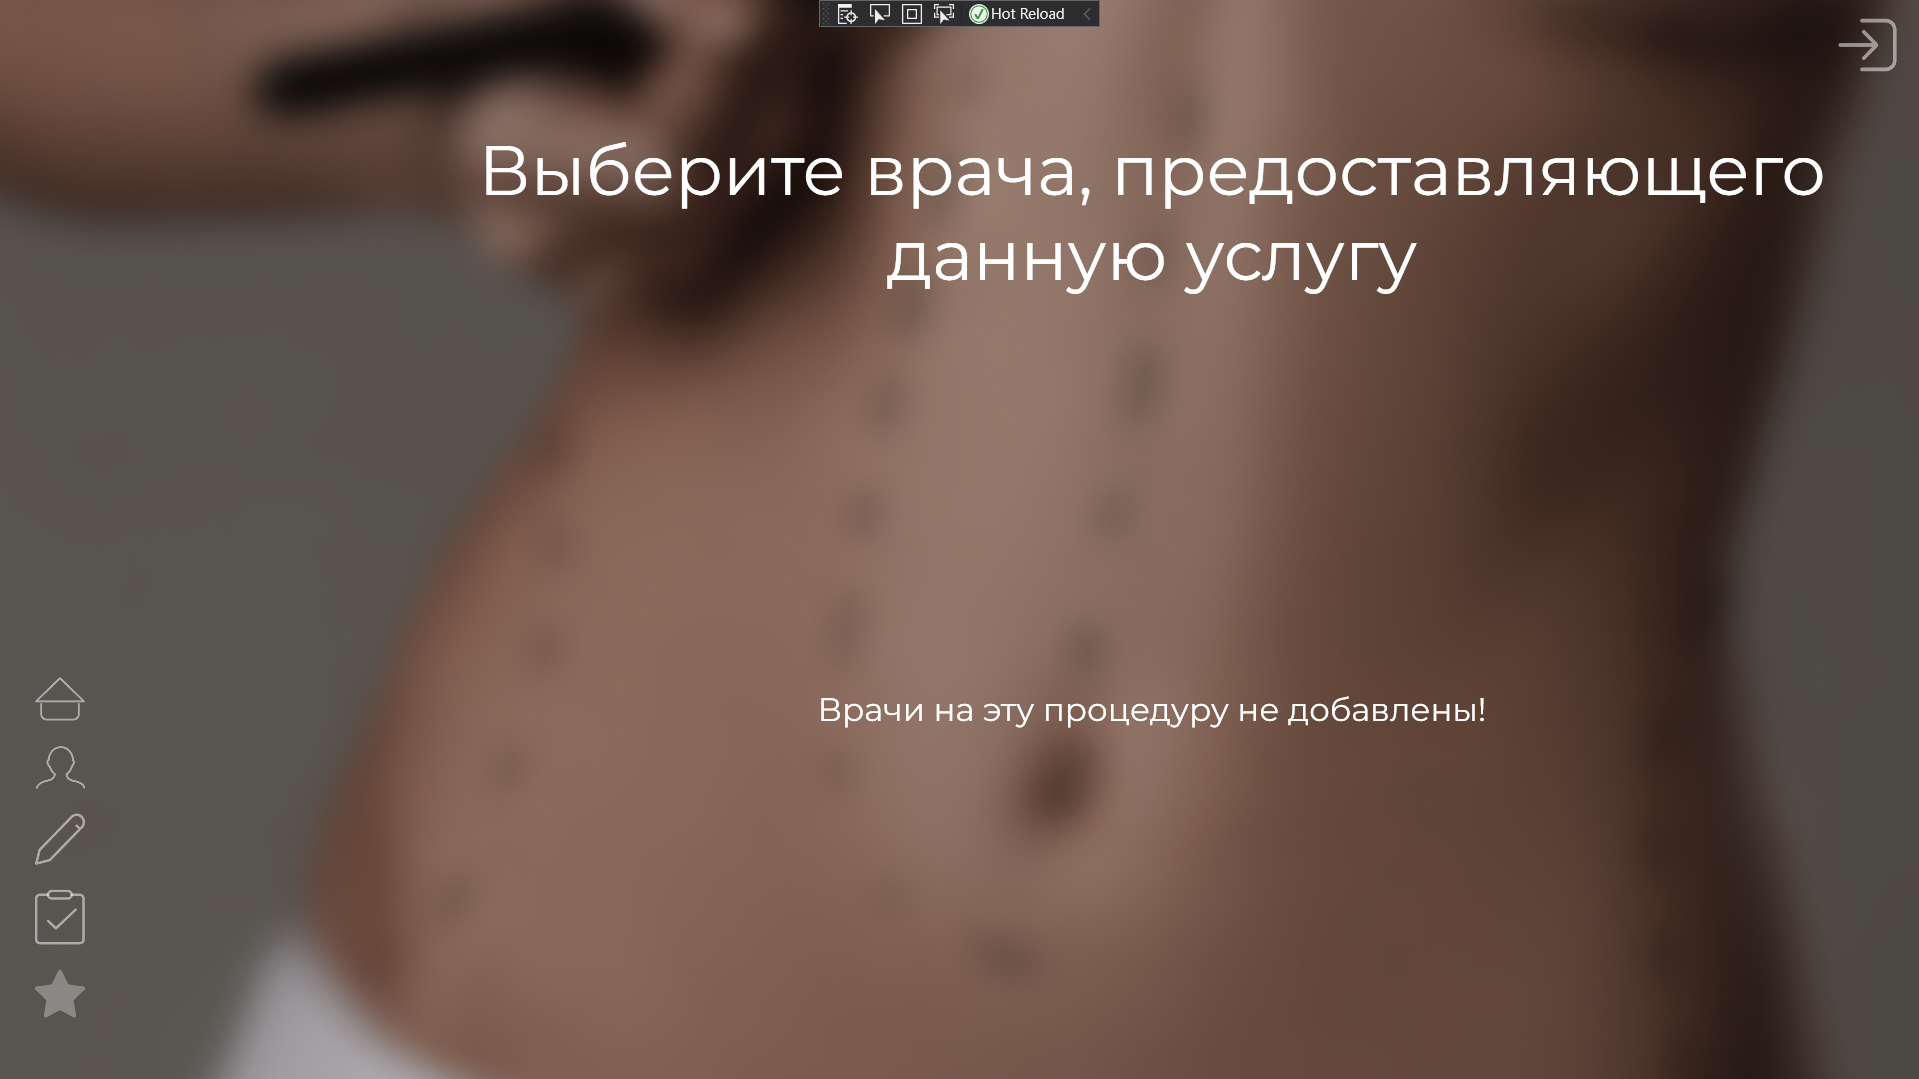 Hot Reload
Выберите врача, предоставляющего
данную услугу
Врачи на эту процедуру не добавлены!